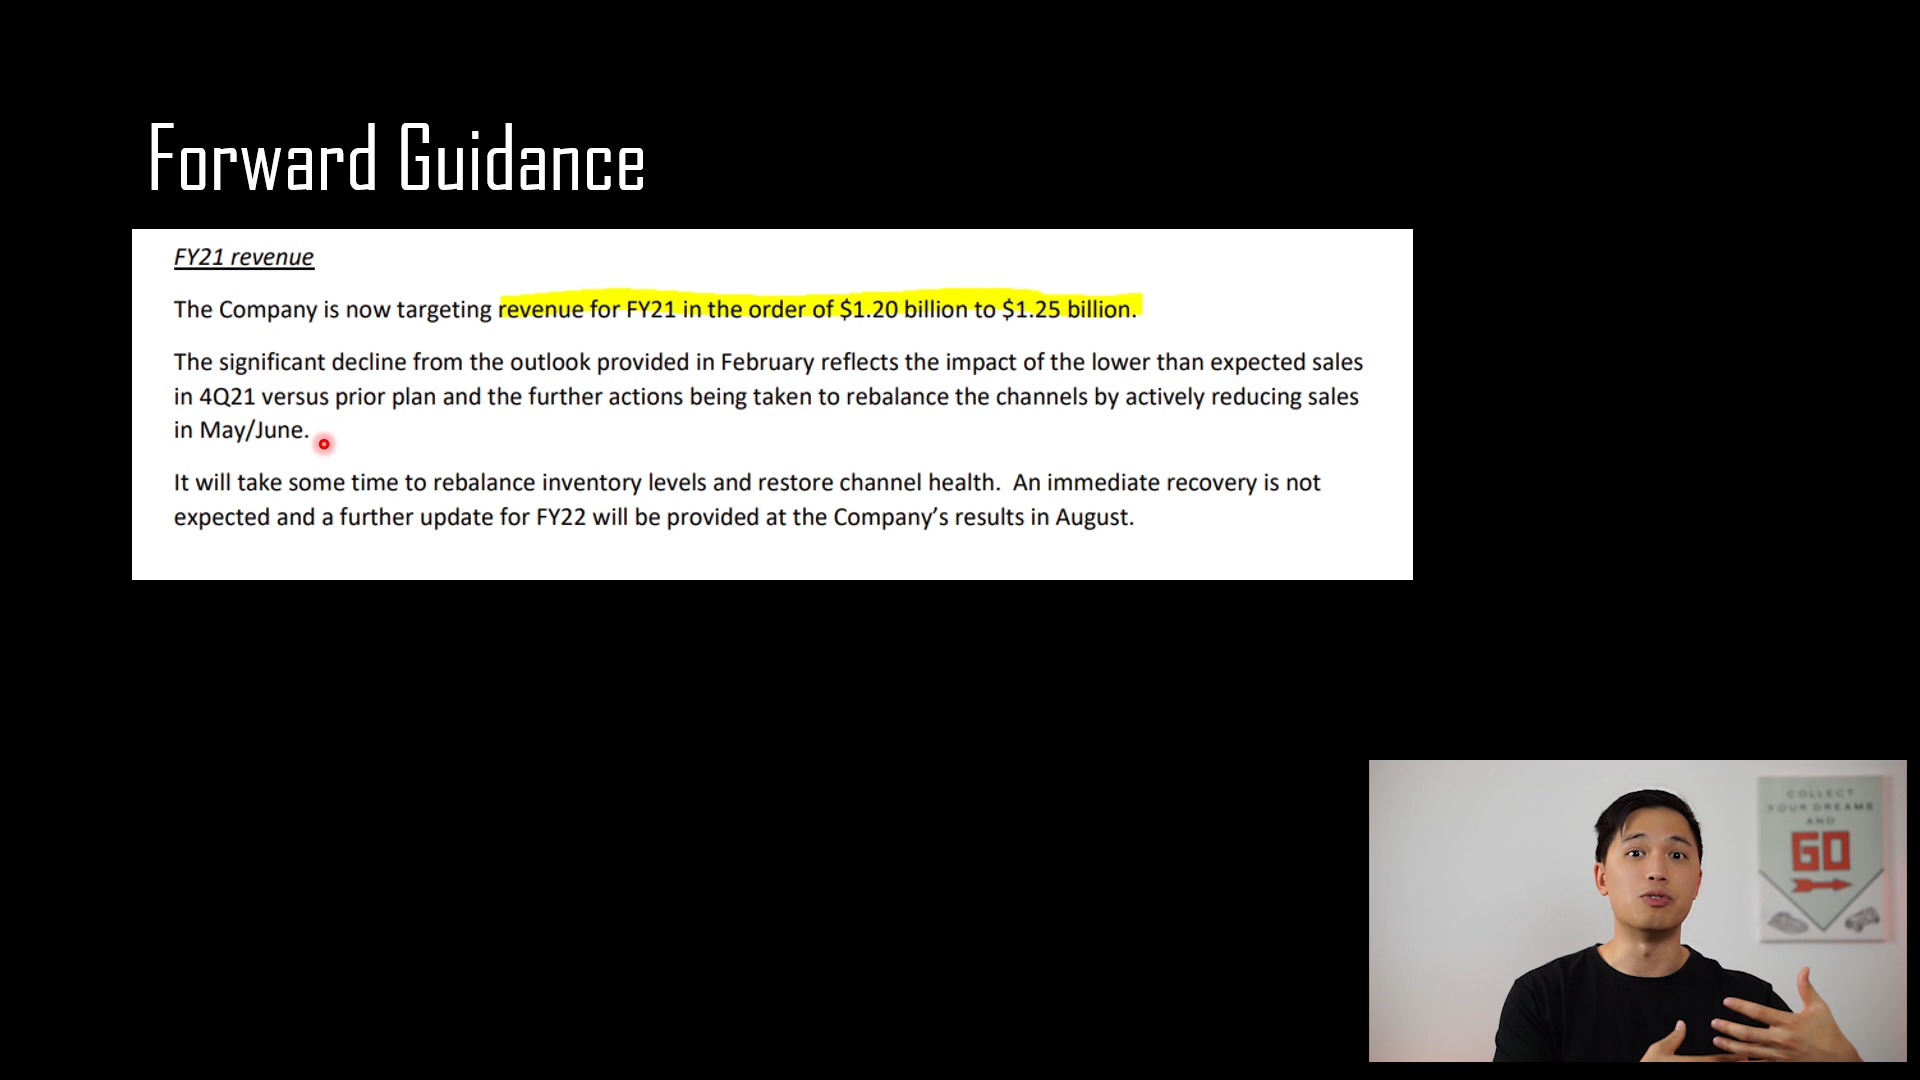 Forward Guidance
FY21 revenue
The Company is now targeting revenue for FY21 in the order of $1.20 billion to $1.25 billion.
The significant decline from the outlook provided in February reflects the impact of the lower than expected sales
in 4Q21 versus prior plan and the further actions being taken to rebalance the channels by actively reducing sales
in May/June.
It will take some time to rebalance inventory levels and restore channel health.  An immediate recovery is not
expected and a further update for FY22 will be provided at the Company’s results in August.
COLLECT
YOUR DREAMS
AND
GO